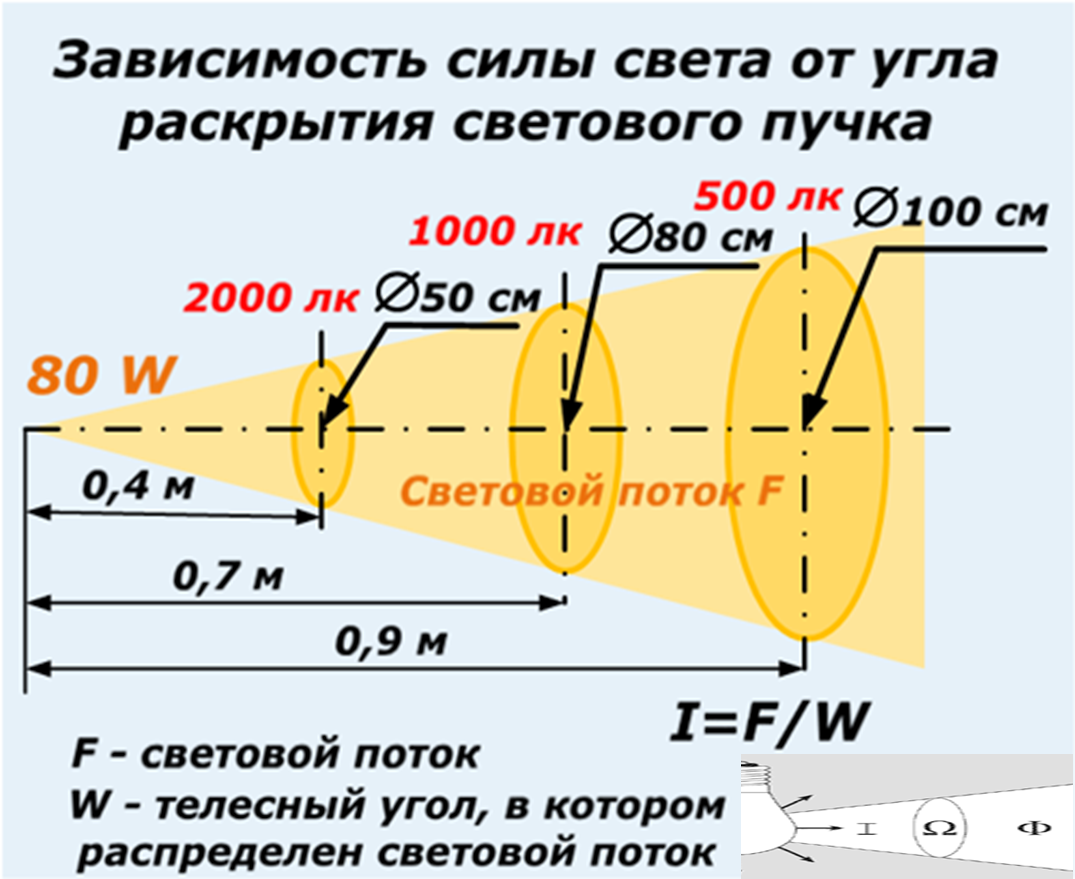 Зависимость силы света от угла
раскрытия светового пучка
500 лк ∅100 см
1000 лк ∅80 см
2000 лк ∅50 см
80 W
0,4 м
Световой поток F
0,7 м
0,9 м
I=F/W
F - световой поток
W - телесный угол, в котором
распределен световой поток
I Ω Φ